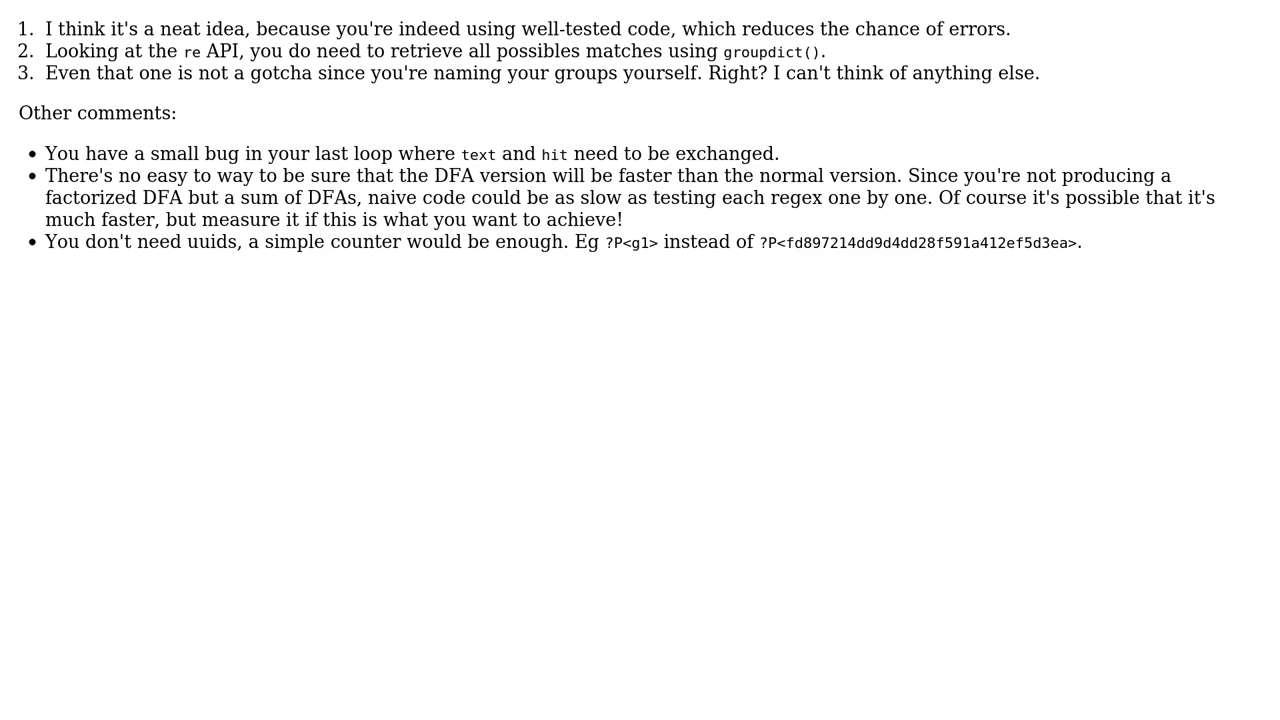 1. I think it's a neat idea, because you're indeed using well-tested code, which reduces the chance of errors.
2. Looking at the re API, you do need to retrieve all possibles matches using groupdict().
3. Even that one is not a gotcha since you're naming your groups yourself. Right? I can't think of anything else.
Other comments:
• You have a small bug in your last loop where text and hit need to be exchanged.
• There's no easy to way to be sure that the DFA version will be faster than the normal version. Since you're not producing a
factorized DFA but a sum of DFAs, naive code could be as slow as testing each regex one by one. Of course it's possible that it's
much faster, but measure it if this is what you want to achieve!
• You don't need uuids, a simple counter would be enough. Eg ?P<g1> instead of ?P<fd897214dd9d4dd28f591a412ef5d3ea>.